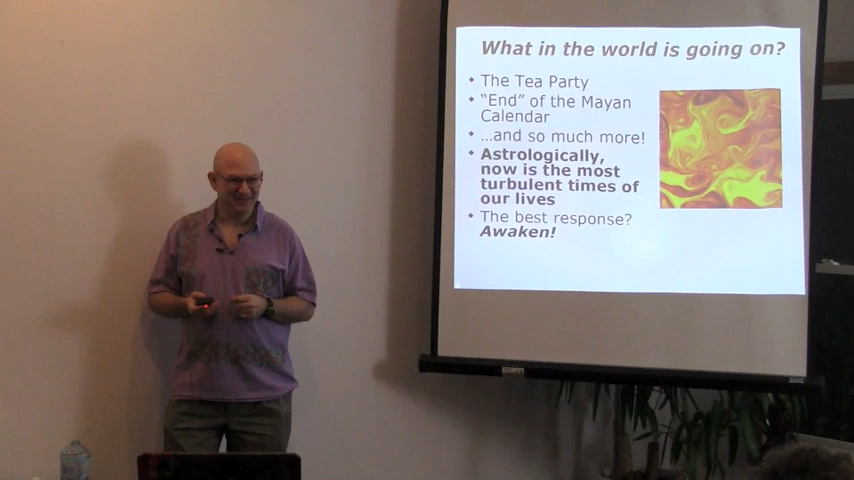 What in the world is going on?
The Tea Party
“End” of the Mayan
Calendar
…and so much more!
Astrologically,
now is the most
turbulent times of
our lives
The best response?
Awaken!